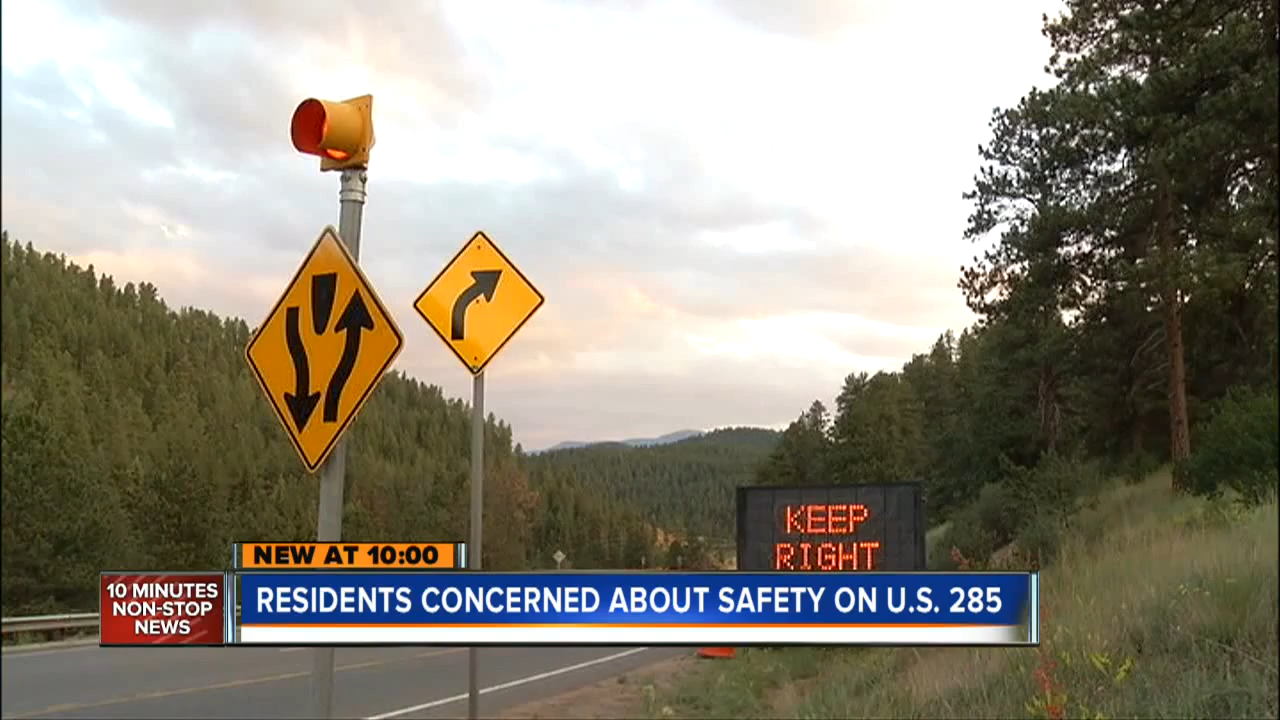 KEEP
RIGHT
NEW AT 10:00
10 MINUTES
NON-STOP
NEWS
RESIDENTS CONCERNED ABOUT SAFETY ON U.S. 285